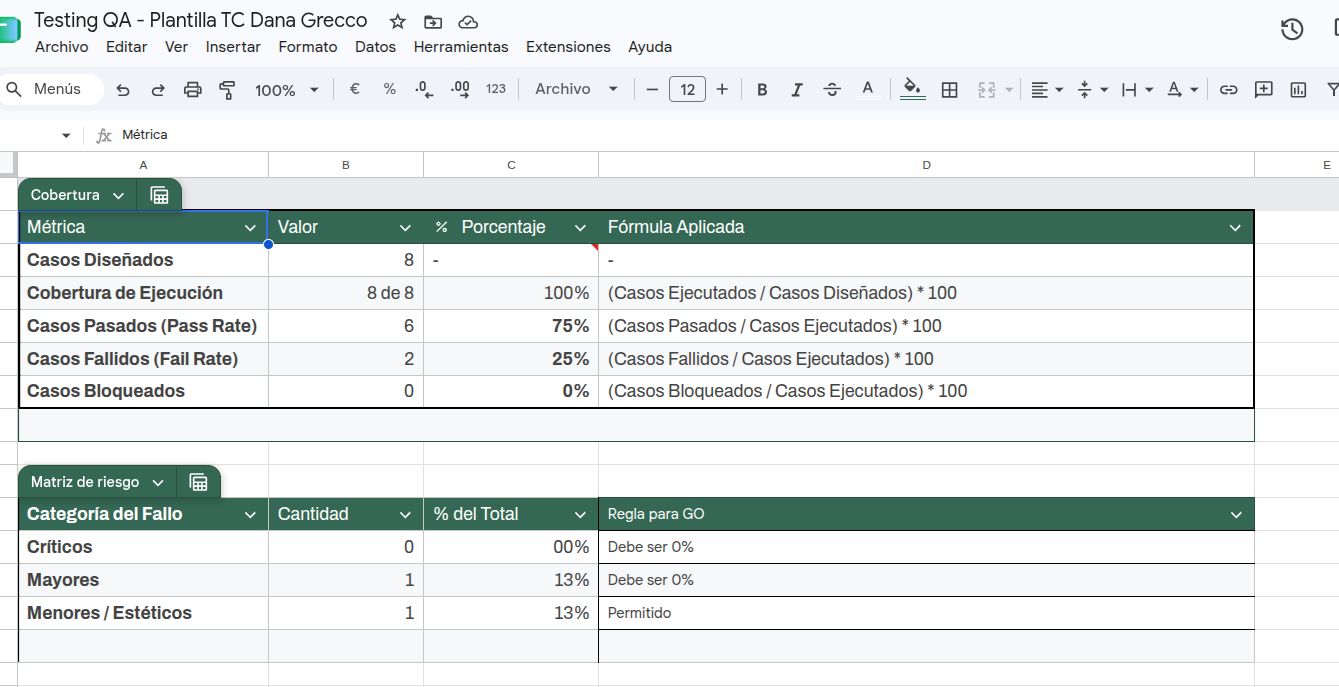 Testing QA - Plantilla TC Dana Grecco
Archivo Editar Ver Insertar Formato Datos Herramientas Extensiones Ayuda
Menús 100% € % .0 .00 123 Archivo − 12 + B I S A
fx Métrica
A B C D E
Cobertura
Métrica Valor % Porcentaje Fórmula Aplicada
Casos Diseñados 8 - -
Cobertura de Ejecución 8 de 8 100% (Casos Ejecutados / Casos Diseñados) * 100
Casos Pasados (Pass Rate) 6 75% (Casos Pasados / Casos Ejecutados) * 100
Casos Fallidos (Fail Rate) 2 25% (Casos Fallidos / Casos Ejecutados) * 100
Casos Bloqueados 0 0% (Casos Bloqueados / Casos Ejecutados) * 100
Matriz de riesgo
Categoría del Fallo Cantidad % del Total Regla para GO
Críticos 0 00% Debe ser 0%
Mayores 1 13% Debe ser 0%
Menores / Estéticos 1 13% Permitido